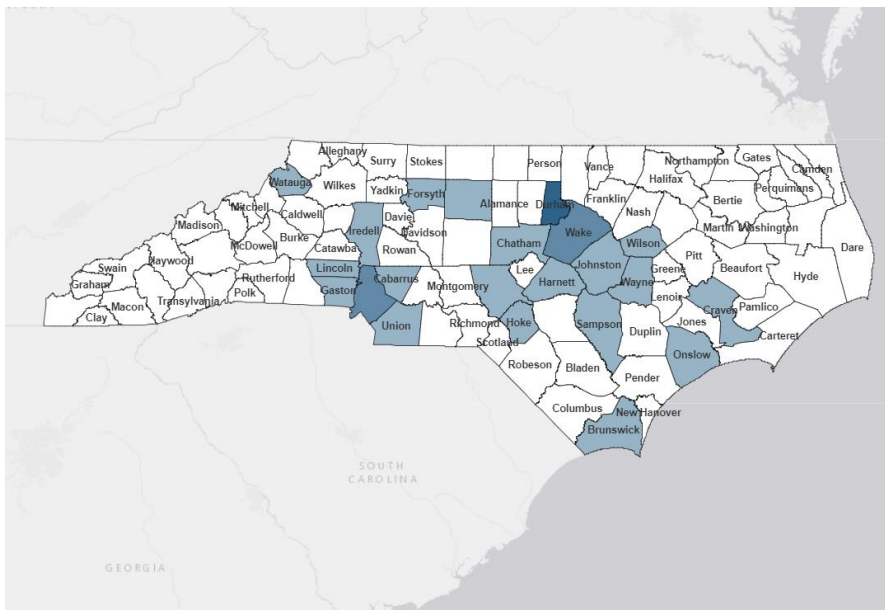 Alleghany
Surry
Stokes
Person
Vance
Northampton
Gates
Camden
Watauga
Wilkes
Yadkin
Forsyth
Alamance
Durham
Franklin
Halifax
Bertie
Perquimans
Mitchell
Caldwell
Davie
Nash
Madison
Iredell
Davidson
Wake
Martin
Washington
Burke
McDowell
Catawba
Rowan
Chatham
Wilson
Dare
Haywood
Swain
Lincoln
Cabarrus
Lee
Johnston
Greene
Pitt
Beaufort
Hyde
Graham
Rutherford
Gaston
Montgomery
Harnett
Wayne
Macon
Transylvania
Polk
Lenoir
Craven
Pamlico
Clay
Union
Richmond
Hoke
Sampson
Jones
Duplin
Carteret
Scotland
Onslow
Robeson
Bladen
Pender
Columbus
New Hanover
Brunswick
SOUTH
CAROLINA
GEORGIA